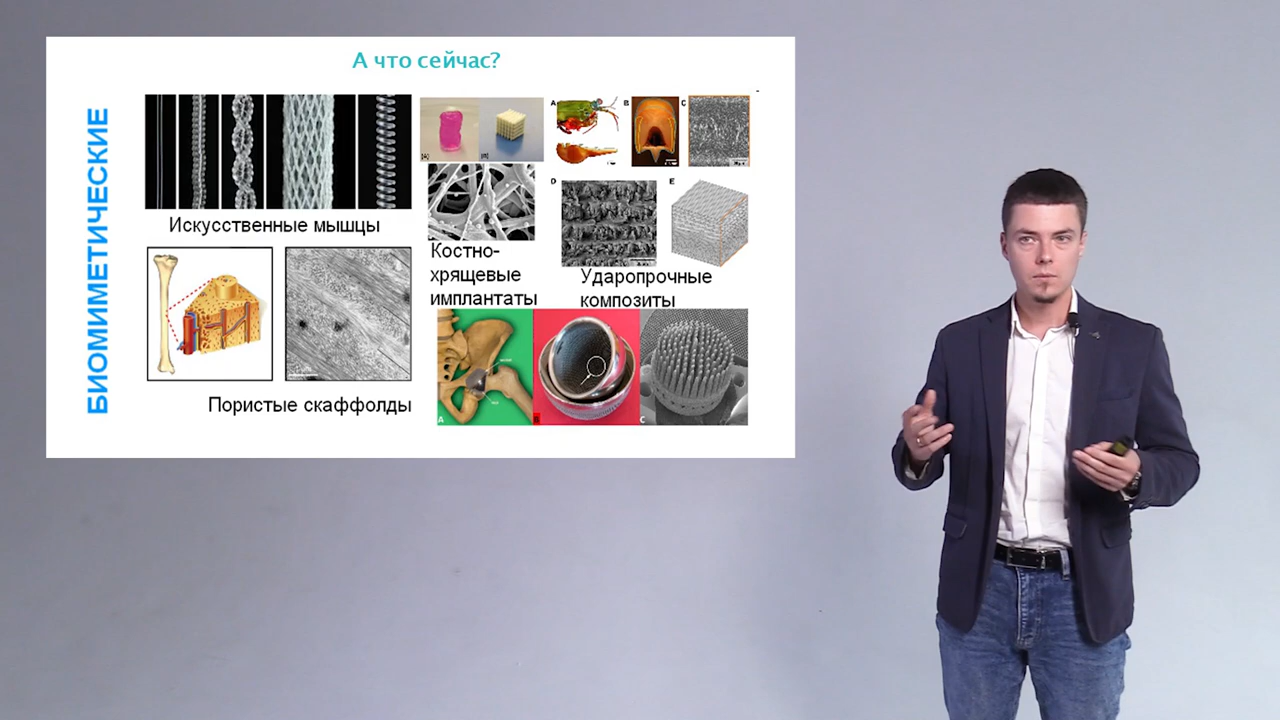 А что сейчас?
БИОМИМЕТИЧЕСКИЕ
Искусственные мышцы
Костно-
хрящевые
имплантаты
A
B
C
D
E
Ударопрочные
композиты
Пористые скаффолды
A
B
C